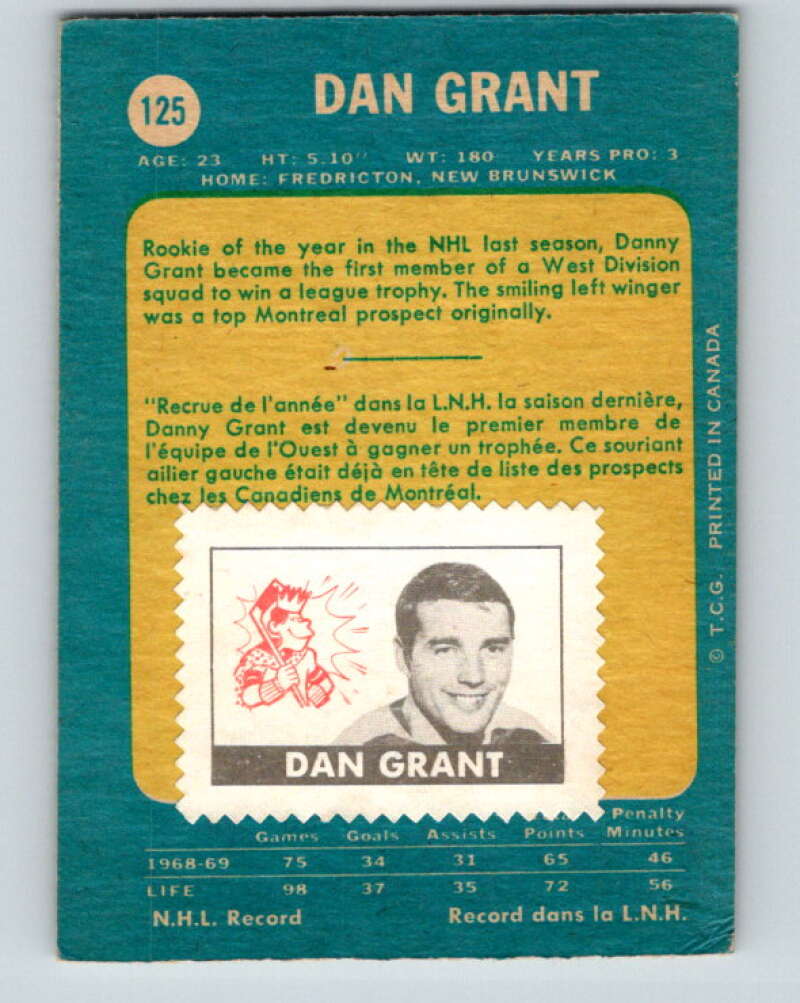 125
DAN GRANT
AGE: 23 HT: 5.10" WT: 180 YEARS PRO: 3
HOME: FREDRICTON, NEW BRUNSWICK
Rookie of the year in the NHL last season, Danny
Grant became the first member of a West Division
squad to win a league trophy. The smiling left winger
was a top Montreal prospect originally.
"Recrue de l'année" dans la L.N.H. la saison dernière,
Danny Grant est devenu le premier membre de
l'équipe de l'Ouest à gagner un trophée. Ce souriant
ailier gauche était déjà en tête de liste des prospects
chez les Canadiens de Montréal.
DAN GRANT
Games Goals Assists Points Penalty Minutes
1968-69 75 34 31 65 46
LIFE 98 37 35 72 56
N.H.L. Record Record dans la L.N.H.
© T.C.G. PRINTED IN CANADA